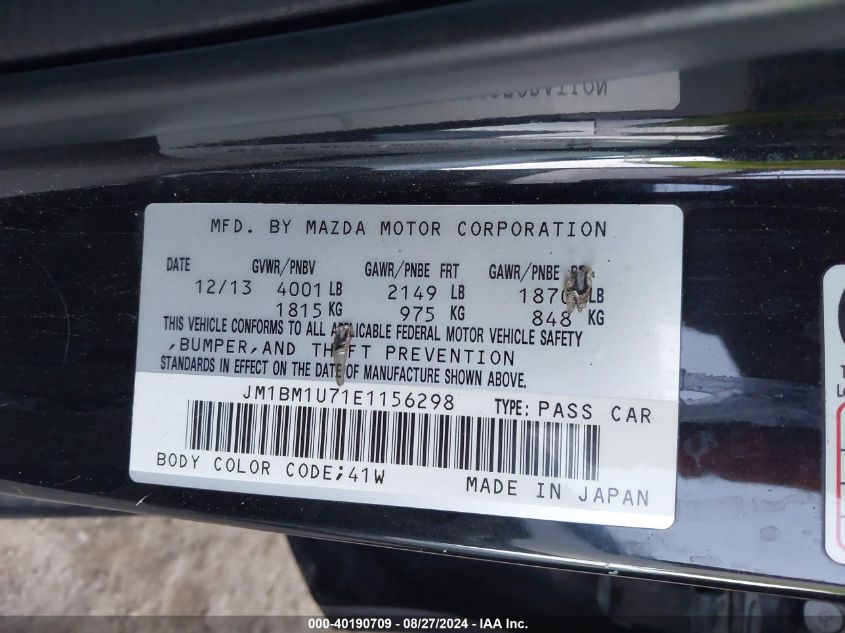 MFD. BY MAZDA MOTOR CORPORATION
DATE GVWR/PNBV GAWR/PNBE FRT GAWR/PNBE
12/13 4001 LB 2149 LB LB
1815 KG 975 KG 848 KG
THIS VEHICLE CONFORMS TO ALL APPLICABLE FEDERAL MOTOR VEHICLE SAFETY
,BUMPER,AND THEFT PREVENTION
STANDARDS IN EFFECT ON THE DATE OF MANUFACTURE SHOWN ABOVE.
JM1BM1U71E1156298 TYPE: PASS CAR
BODY COLOR CODE;41W MADE IN JAPAN
000-40190709 - 08/27/2024 - IAA Inc.